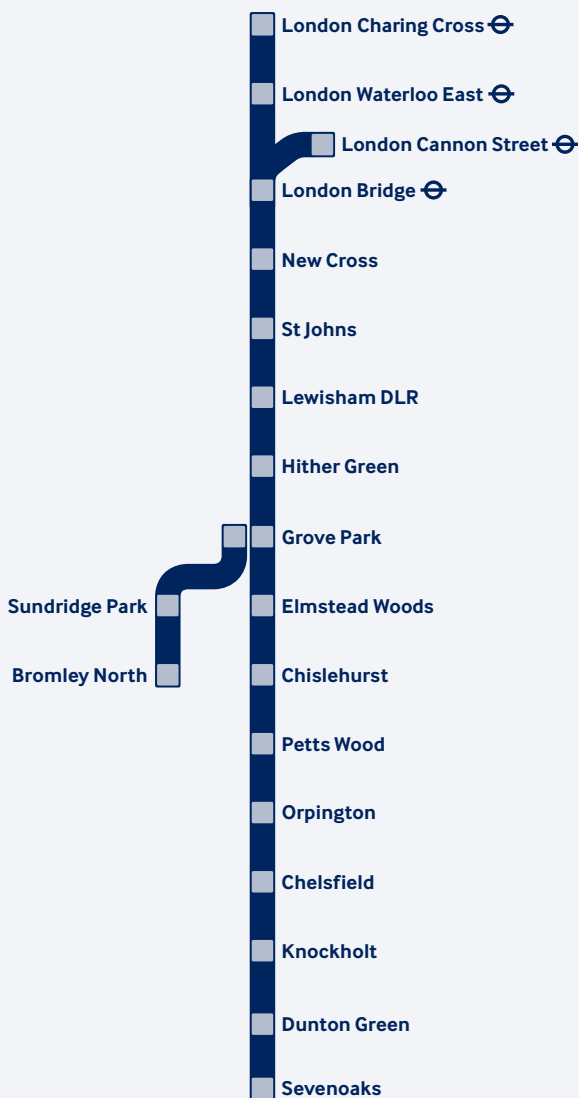 London Charing Cross
London Waterloo East
London Cannon Street
London Bridge
New Cross
St Johns
Lewisham DLR
Hither Green
Grove Park
Sundridge Park
Elmstead Woods
Bromley North
Chislehurst
Petts Wood
Orpington
Chelsfield
Knockholt
Dunton Green
Sevenoaks